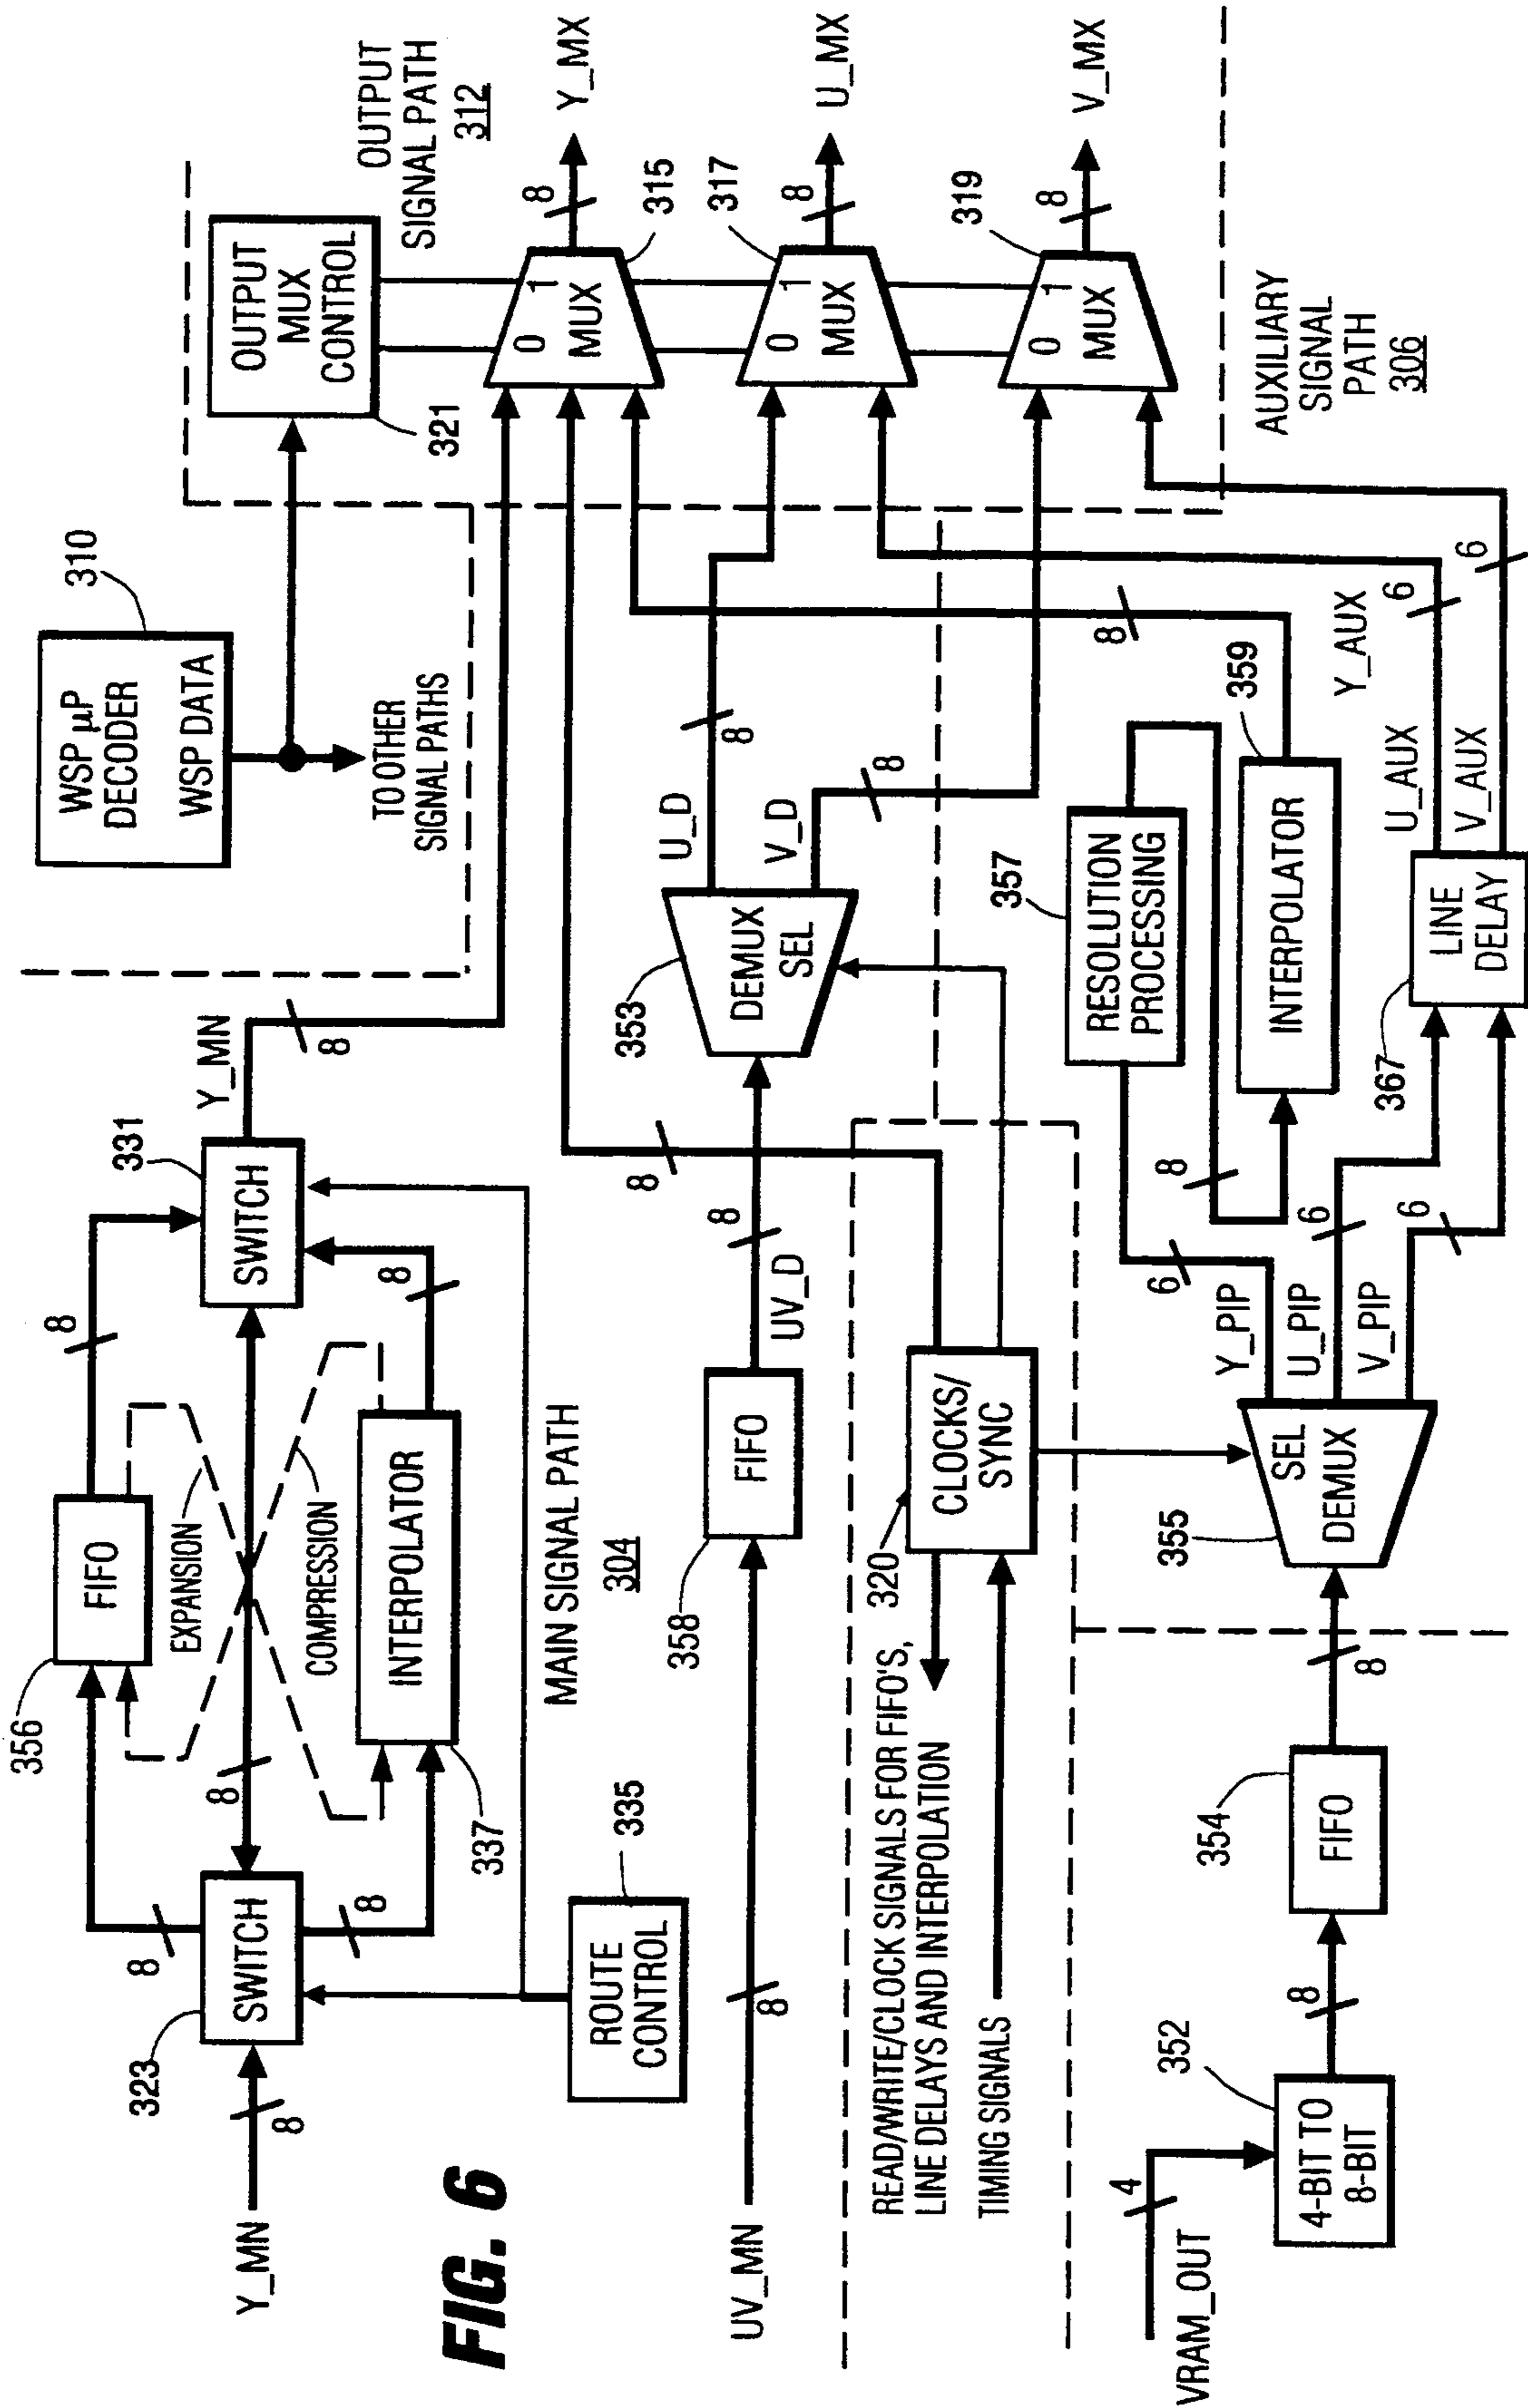 WSP µP
DECODER
WSP DATA
310
TO OTHER
SIGNAL PATHS
OUTPUT
MUX
CONTROL
321
OUTPUT
SIGNAL PATH
312
356
FIFO
8
8
EXPANSION
COMPRESSION
Y_MN
8
323
SWITCH
8
8
331
SWITCH
Y_MN
8
INTERPOLATOR
337
8
335
ROUTE
CONTROL
MAIN SIGNAL PATH
304
0
1
MUX
315
8
Y_MX
FIG. 6
UV_MN
8
358
FIFO
UV_D
8
8
353
DEMUX
SEL
U_D
8
V_D
8
0
1
MUX
317
8
U_MX
0
1
MUX
319
8
V_MX
READ/WRITE/CLOCK SIGNALS FOR FIFO'S,
LINE DELAYS AND INTERPOLATION
TIMING SIGNALS
320
CLOCKS/
SYNC
AUXILIARY
SIGNAL
PATH
306
VRAM_OUT
4
352
4-BIT TO
8-BIT
8
354
FIFO
8
355
SEL
DEMUX
Y_PIP
6
U_PIP
6
V_PIP
6
357
RESOLUTION
PROCESSING
8
359
INTERPOLATOR
8
Y_AUX
367
LINE
DELAY
U_AUX
6
V_AUX
6